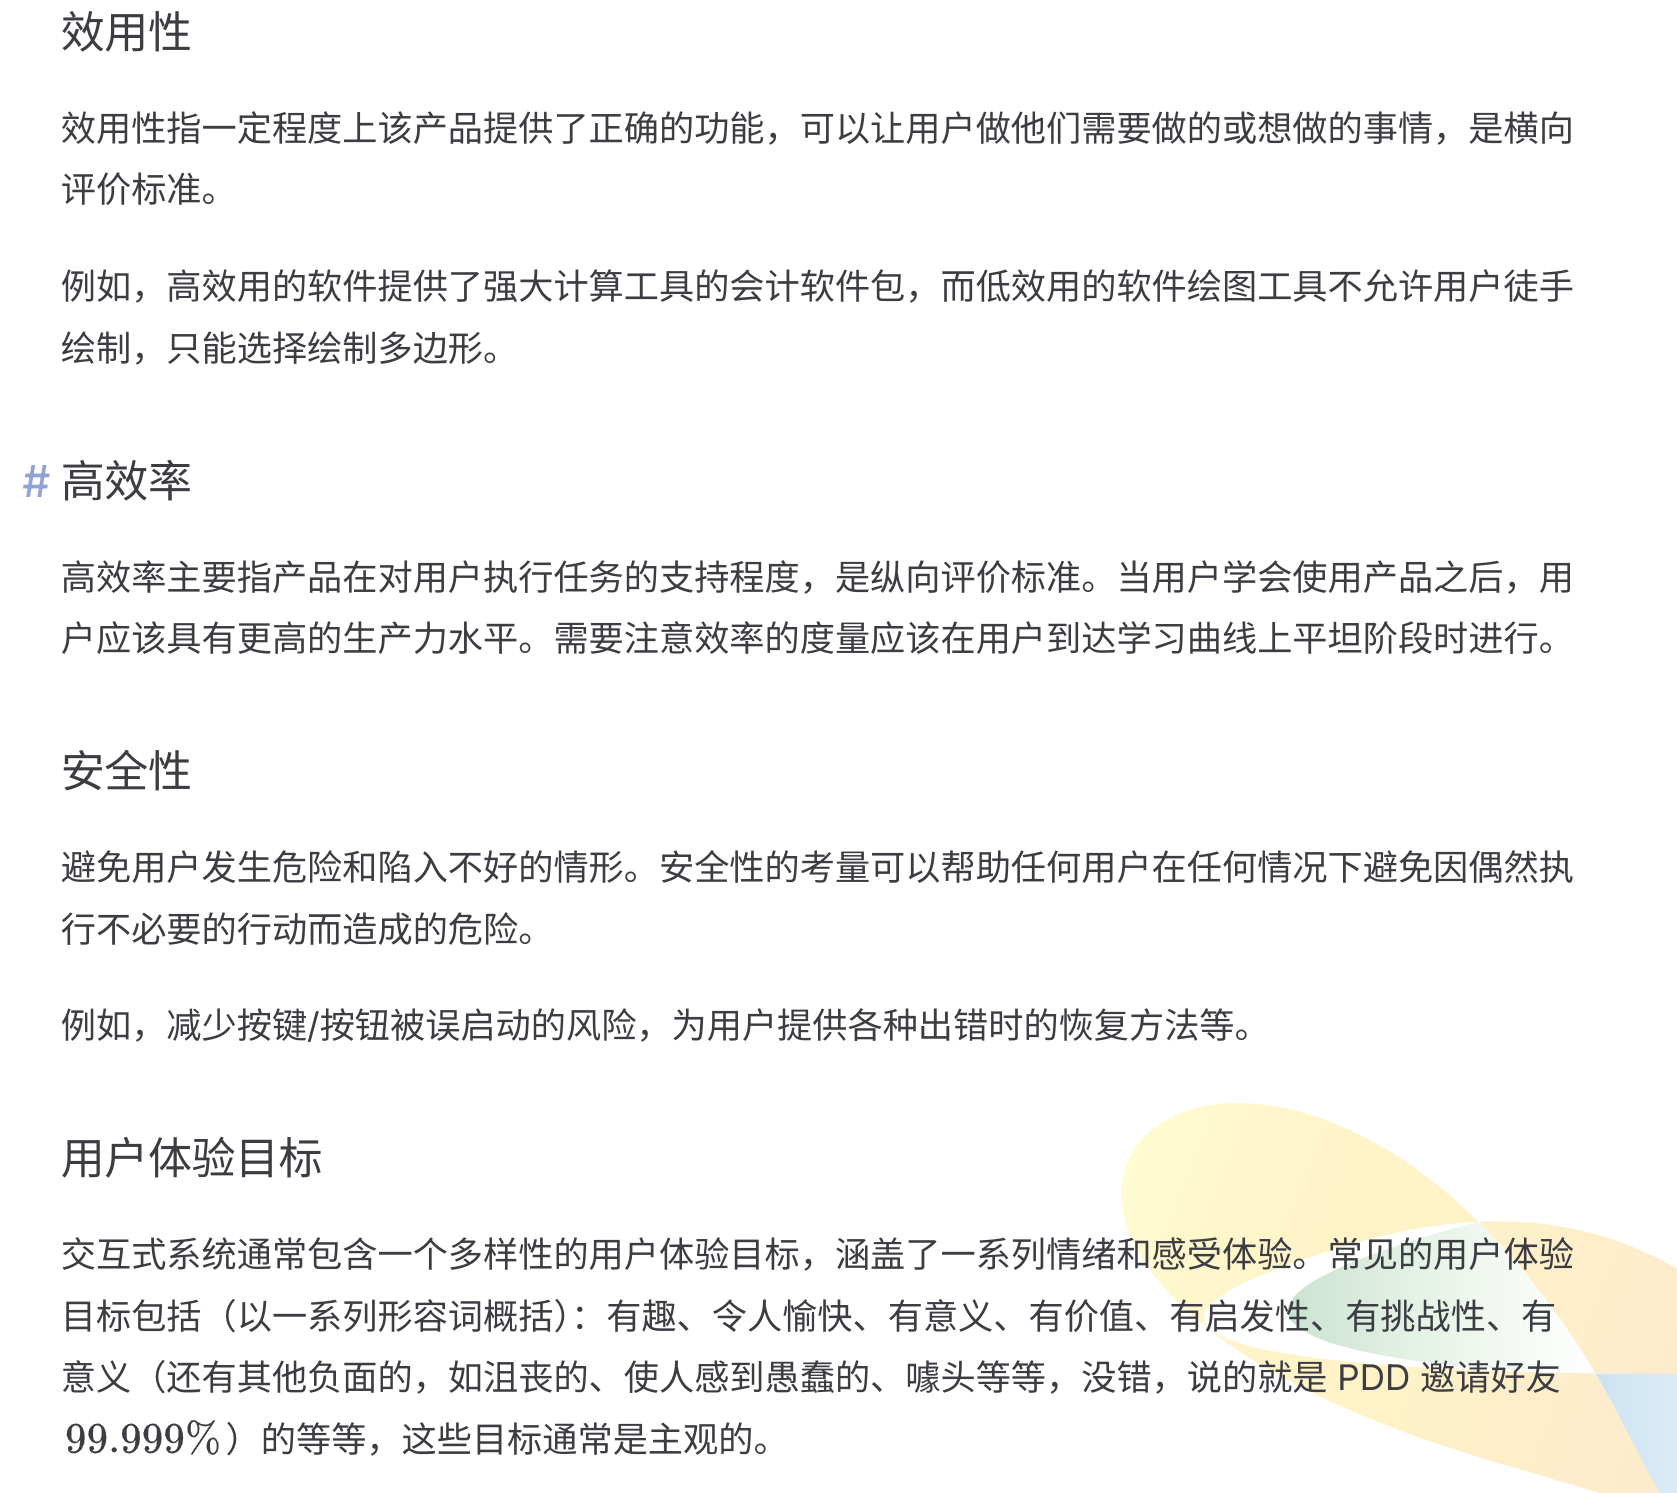 效用性
效用性指一定程度上该产品提供了正确的功能，可以让用户做他们需要做的或想做的事情，是横向
评价标准。
例如，高效用的软件提供了强大计算工具的会计软件包，而低效用的软件绘图工具不允许用户徒手
绘制，只能选择绘制多边形。
# 高效率
高效率主要指产品在对用户执行任务的支持程度，是纵向评价标准。当用户学会使用产品之后，用
户应该具有更高的生产力水平。需要注意效率的度量应该在用户到达学习曲线上平坦阶段时进行。
安全性
避免用户发生危险和陷入不好的情形。安全性的考量可以帮助任何用户在任何情况下避免因偶然执
行不必要的行动而造成的危险。
例如，减少按键/按钮被误启动的风险，为用户提供各种出错时的恢复方法等。
用户体验目标
交互式系统通常包含一个多样性的用户体验目标，涵盖了一系列情绪和感受体验。常见的用户体验
目标包括（以一系列形容词概括）：有趣、令人愉快、有意义、有价值、有启发性、有挑战性、有
意义（还有其他负面的，如沮丧的、使人感到愚蠢的、噱头等等，没错，说的就是 PDD 邀请好友
99.999%）的等等，这些目标通常是主观的。